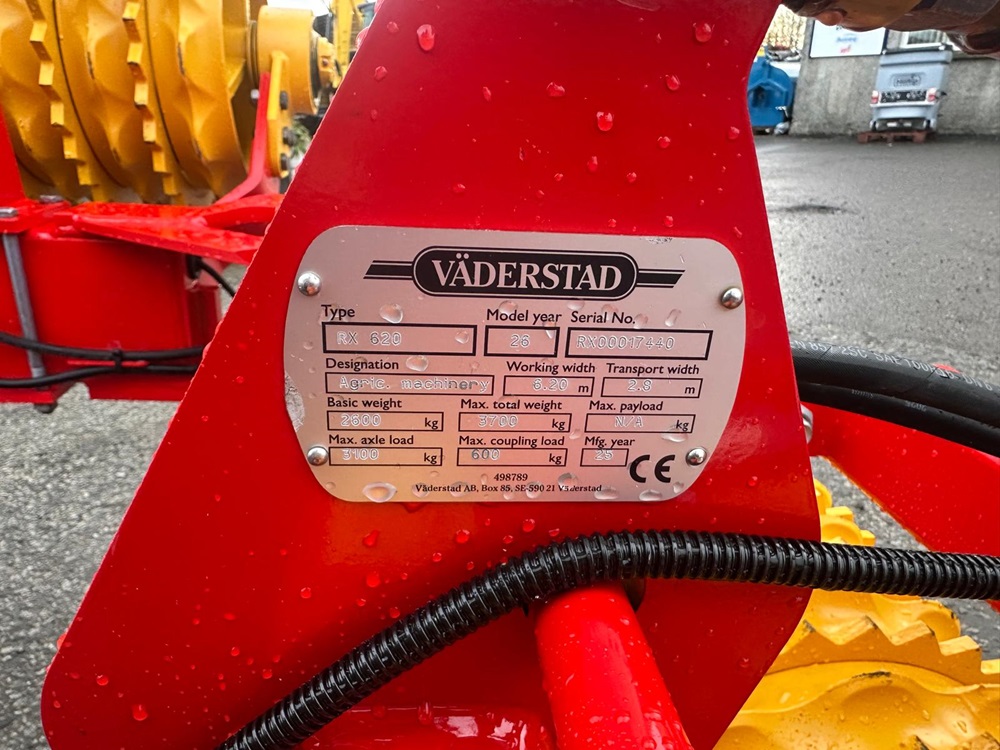 VÄDERSTAD
Type Model year Serial No.
RX 620 26 RX00017440
Designation Working width Transport width
Agric. machinery 6.20 m 2.8 m
Basic weight Max. total weight Max. payload
2600 kg 3700 kg N/A kg
Max. axle load Max. coupling load Mfg. year
3100 kg 600 kg 25 CE
498789
Väderstad AB, Box 85, SE-590 21 Väderstad